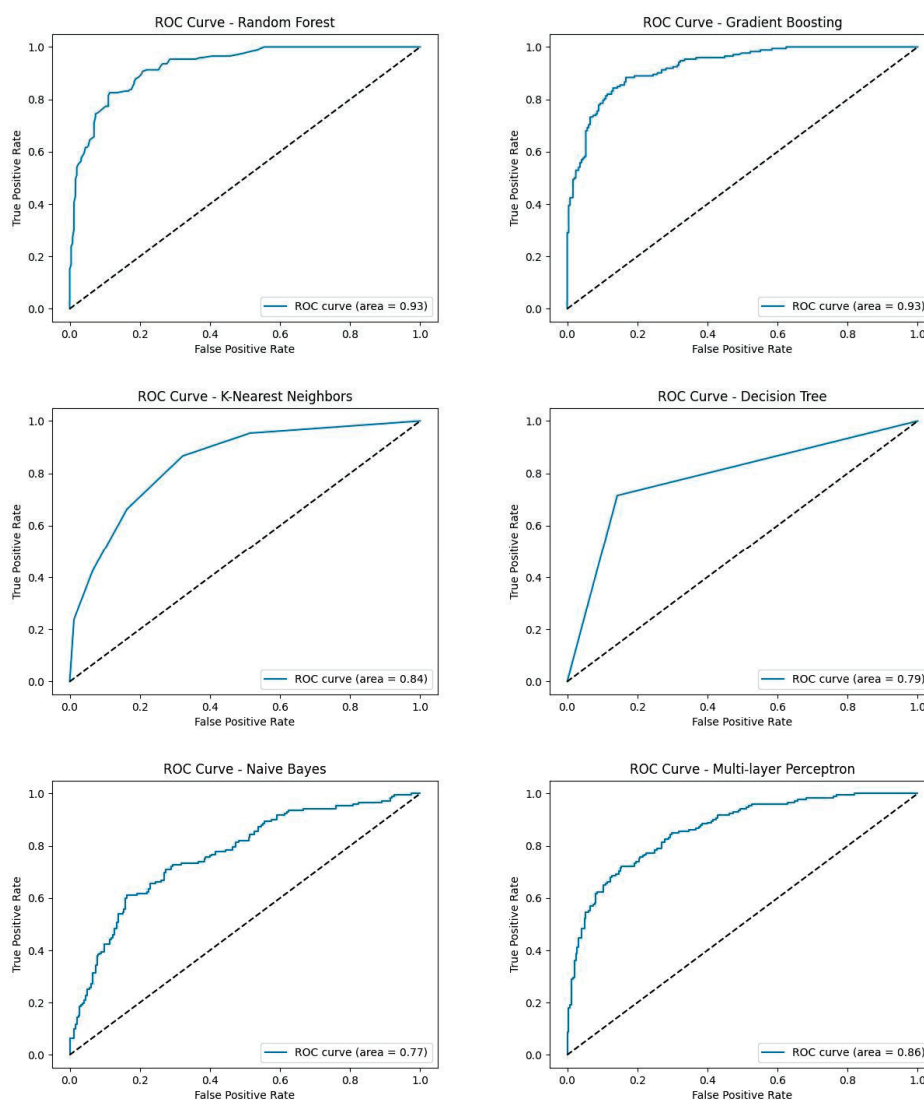 ROC Curve - Random Forest
1.0
0.8
0.6
0.4
0.2
0.0
True Positive Rate
ROC curve (area = 0.93)
0.0 0.2 0.4 0.6 0.8 1.0
False Positive Rate
ROC Curve - Gradient Boosting
1.0
0.8
0.6
0.4
0.2
0.0
True Positive Rate
ROC curve (area = 0.93)
0.0 0.2 0.4 0.6 0.8 1.0
False Positive Rate
ROC Curve - K-Nearest Neighbors
1.0
0.8
0.6
0.4
0.2
0.0
True Positive Rate
ROC curve (area = 0.84)
0.0 0.2 0.4 0.6 0.8 1.0
False Positive Rate
ROC Curve - Decision Tree
1.0
0.8
0.6
0.4
0.2
0.0
True Positive Rate
ROC curve (area = 0.79)
0.0 0.2 0.4 0.6 0.8 1.0
False Positive Rate
ROC Curve - Naive Bayes
1.0
0.8
0.6
0.4
0.2
0.0
True Positive Rate
ROC curve (area = 0.77)
0.0 0.2 0.4 0.6 0.8 1.0
False Positive Rate
ROC Curve - Multi-layer Perceptron
1.0
0.8
0.6
0.4
0.2
0.0
True Positive Rate
ROC curve (area = 0.86)
0.0 0.2 0.4 0.6 0.8 1.0
False Positive Rate